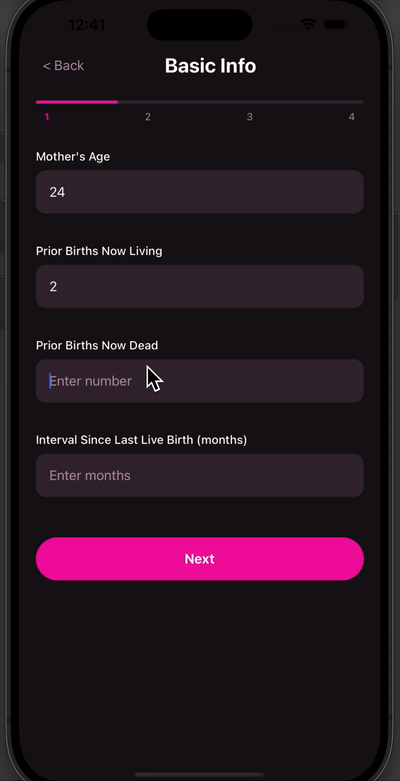 12:41
< Back
Basic Info
1 2 3 4
Mother's Age
24
Prior Births Now Living
2
Prior Births Now Dead
Enter number
Interval Since Last Live Birth (months)
Enter months
Next